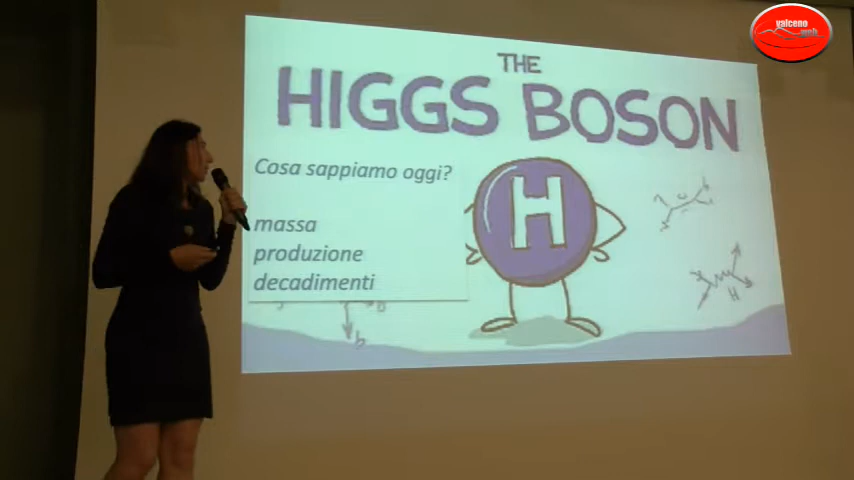 valceno
web
THE
HIGGS BOSON
Cosa sappiamo oggi?
massa
produzione
decadimenti
H
H
b